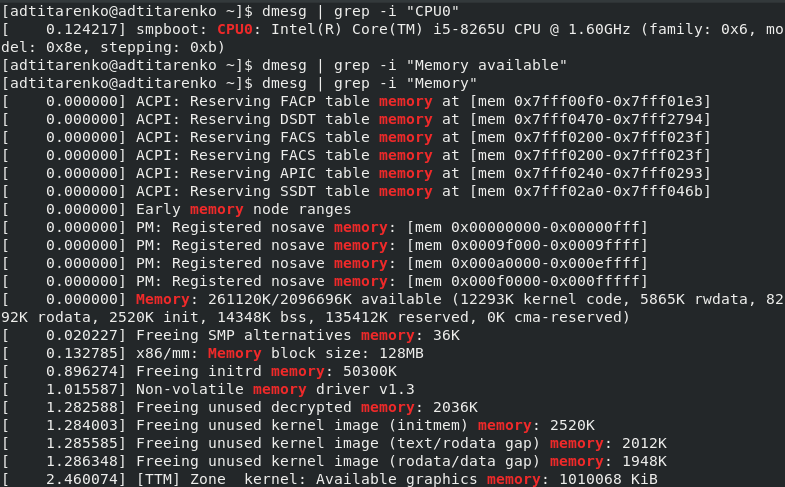 [adtitarenko@adtitarenko ~]$ dmesg | grep -i "CPU0"
[    0.124217] smpboot: CPU0: Intel(R) Core(TM) i5-8265U CPU @ 1.60GHz (family: 0x6, mo
del: 0x8e, stepping: 0xb)
[adtitarenko@adtitarenko ~]$ dmesg | grep -i "Memory available"
[adtitarenko@adtitarenko ~]$ dmesg | grep -i "Memory"
[    0.000000] ACPI: Reserving FACP table memory at [mem 0x7fff00f0-0x7fff01e3]
[    0.000000] ACPI: Reserving DSDT table memory at [mem 0x7fff0470-0x7fff2794]
[    0.000000] ACPI: Reserving FACS table memory at [mem 0x7fff0200-0x7fff023f]
[    0.000000] ACPI: Reserving FACS table memory at [mem 0x7fff0200-0x7fff023f]
[    0.000000] ACPI: Reserving APIC table memory at [mem 0x7fff0240-0x7fff0293]
[    0.000000] ACPI: Reserving SSDT table memory at [mem 0x7fff02a0-0x7fff046b]
[    0.000000] Early memory node ranges
[    0.000000] PM: Registered nosave memory: [mem 0x00000000-0x00000fff]
[    0.000000] PM: Registered nosave memory: [mem 0x0009f000-0x0009ffff]
[    0.000000] PM: Registered nosave memory: [mem 0x000a0000-0x000effff]
[    0.000000] PM: Registered nosave memory: [mem 0x000f0000-0x000fffff]
[    0.000000] Memory: 261120K/2096696K available (12293K kernel code, 5865K rwdata, 82
92K rodata, 2520K init, 14348K bss, 135412K reserved, 0K cma-reserved)
[    0.020227] Freeing SMP alternatives memory: 36K
[    0.132785] x86/mm: Memory block size: 128MB
[    0.896274] Freeing initrd memory: 50300K
[    1.015587] Non-volatile memory driver v1.3
[    1.282588] Freeing unused decrypted memory: 2036K
[    1.284003] Freeing unused kernel image (initmem) memory: 2520K
[    1.285585] Freeing unused kernel image (text/rodata gap) memory: 2012K
[    1.286348] Freeing unused kernel image (rodata/data gap) memory: 1948K
[    2.460074] [TTM] Zone  kernel: Available graphics memory: 1010068 KiB